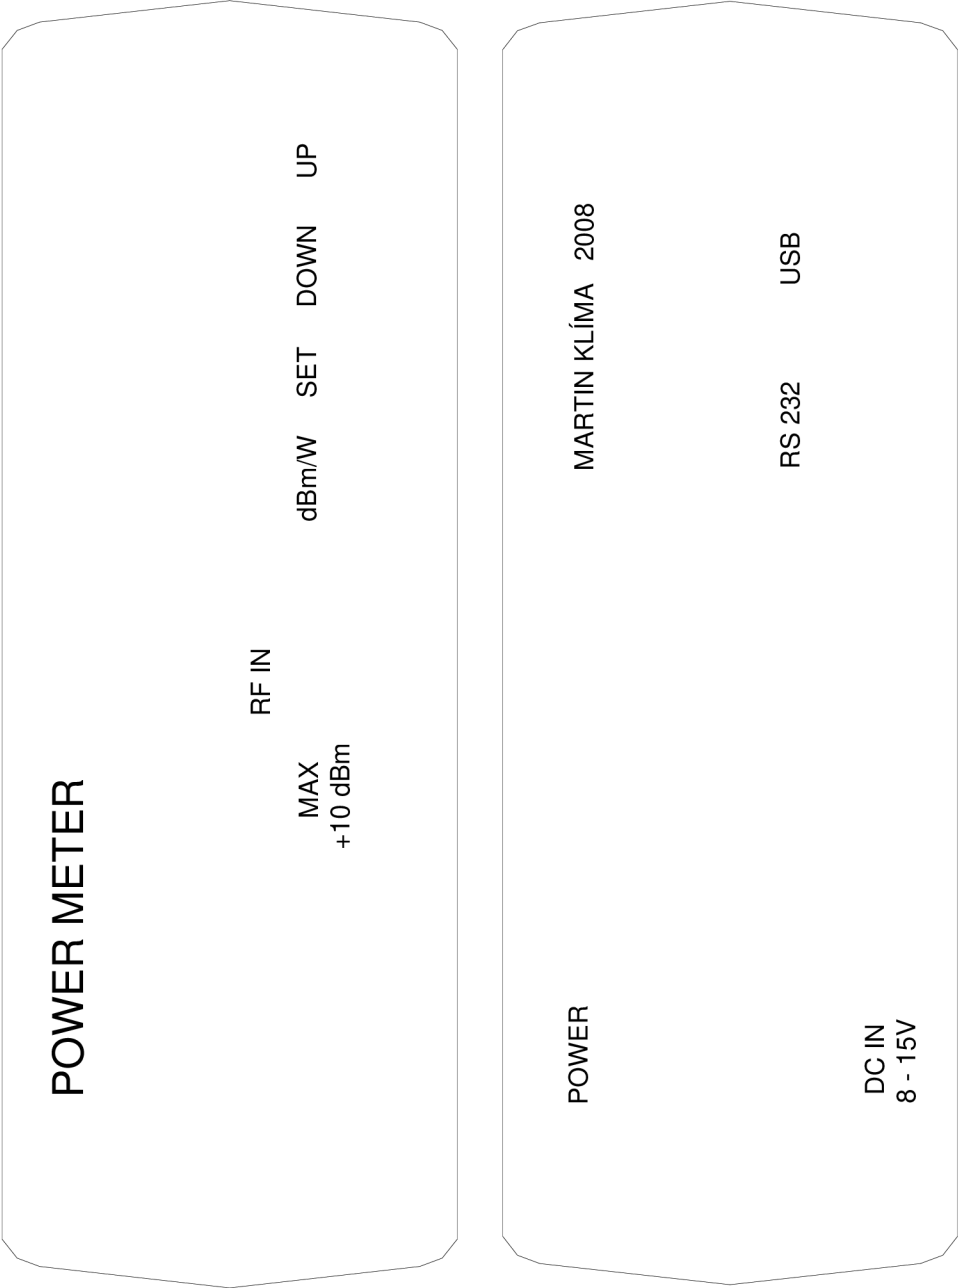 POWER METER
RF IN
MAX
+10 dBm
dBm/W SET DOWN UP
POWER
MARTIN KLÍMA 2008
RS 232 USB
DC IN
8 - 15V